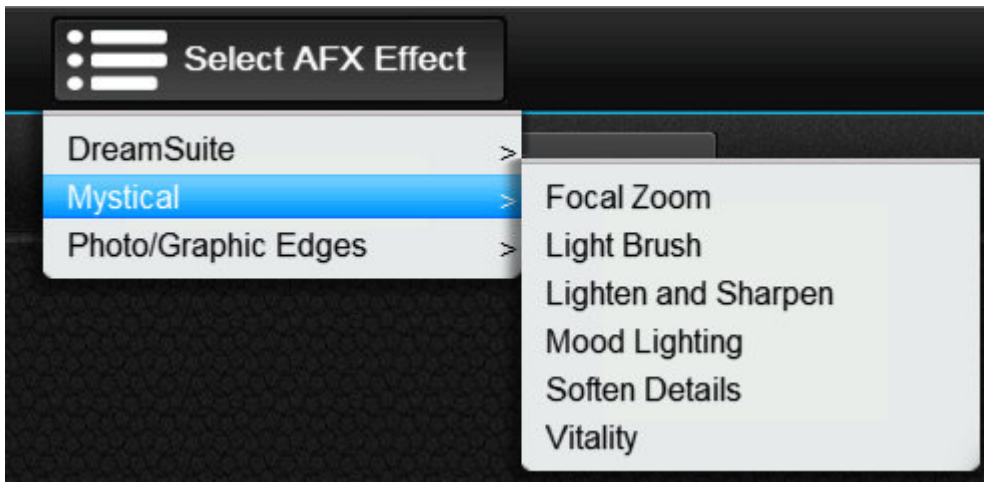 Select AFX Effect
DreamSuite >
Mystical >
Photo/Graphic Edges >
Focal Zoom
Light Brush
Lighten and Sharpen
Mood Lighting
Soften Details
Vitality